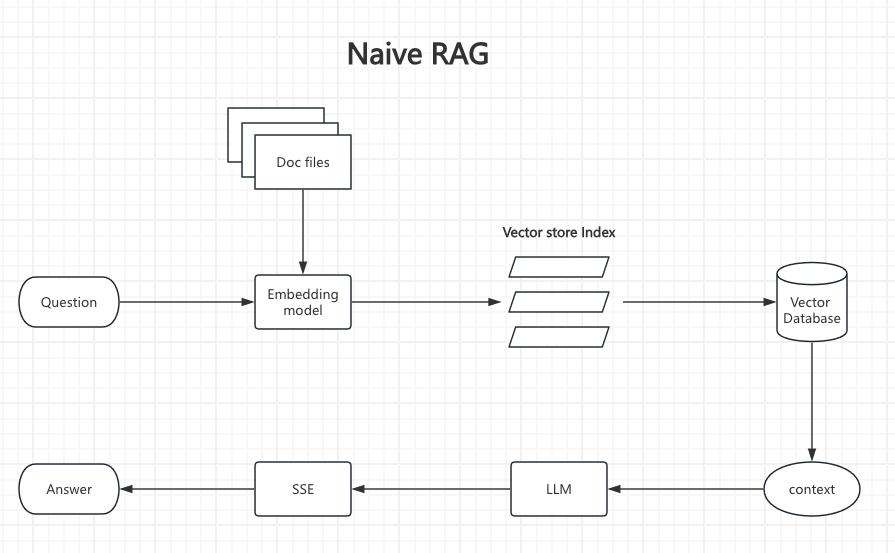 Naive RAG
Doc files
Vector store Index
Question
Embedding
model
Vector
Database
Answer
SSE
LLM
context